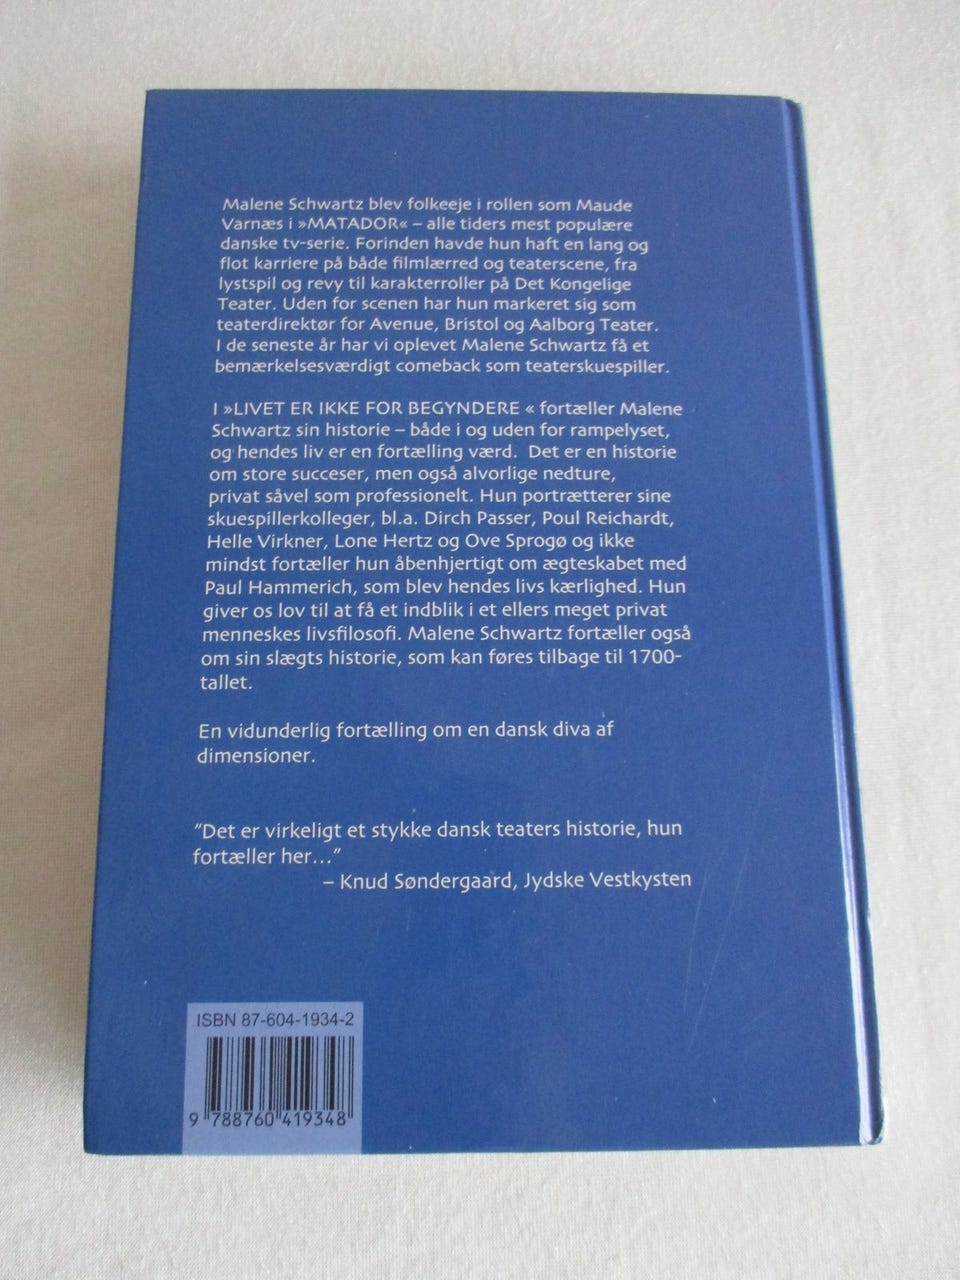 Malene Schwartz blev folkeeje i rollen som Maude
Varnæs i »MATADOR« – alle tiders mest populære
danske tv-serie. Forinden havde hun haft en lang og
flot karriere på både filmlærred og teaterscene, fra
lystspil og revy til karakterroller på Det Kongelige
Teater. Uden for scenen har hun markeret sig som
teaterdirektør for Avenue, Bristol og Aalborg Teater.
I de seneste år har vi oplevet Malene Schwartz få et
bemærkelsesværdigt comeback som teaterskuespiller.
I »LIVET ER IKKE FOR BEGYNDERE « fortæller Malene
Schwartz sin historie – både i og uden for rampelyset,
og hendes liv er en fortælling værd. Det er en historie
om store succeser, men også alvorlige nedture,
privat såvel som professionelt. Hun portrætterer sine
skuespillerkolleger, bl.a. Dirch Passer, Poul Reichardt,
Helle Virkner, Lone Hertz og Ove Sprogø og ikke
mindst fortæller hun åbenhjertigt om ægteskabet med
Paul Hammerich, som blev hendes livs kærlighed. Hun
giver os lov til at få et indblik i et ellers meget privat
menneskes livsfilosofi. Malene Schwartz fortæller også
om sin slægts historie, som kan føres tilbage til 1700-
tallet.
En vidunderlig fortælling om en dansk diva af
dimensioner.
”Det er virkeligt et stykke dansk teaters historie, hun
fortæller her...”
– Knud Søndergaard, Jydske Vestkysten
ISBN 87-604-1934-2
9 788760 419348